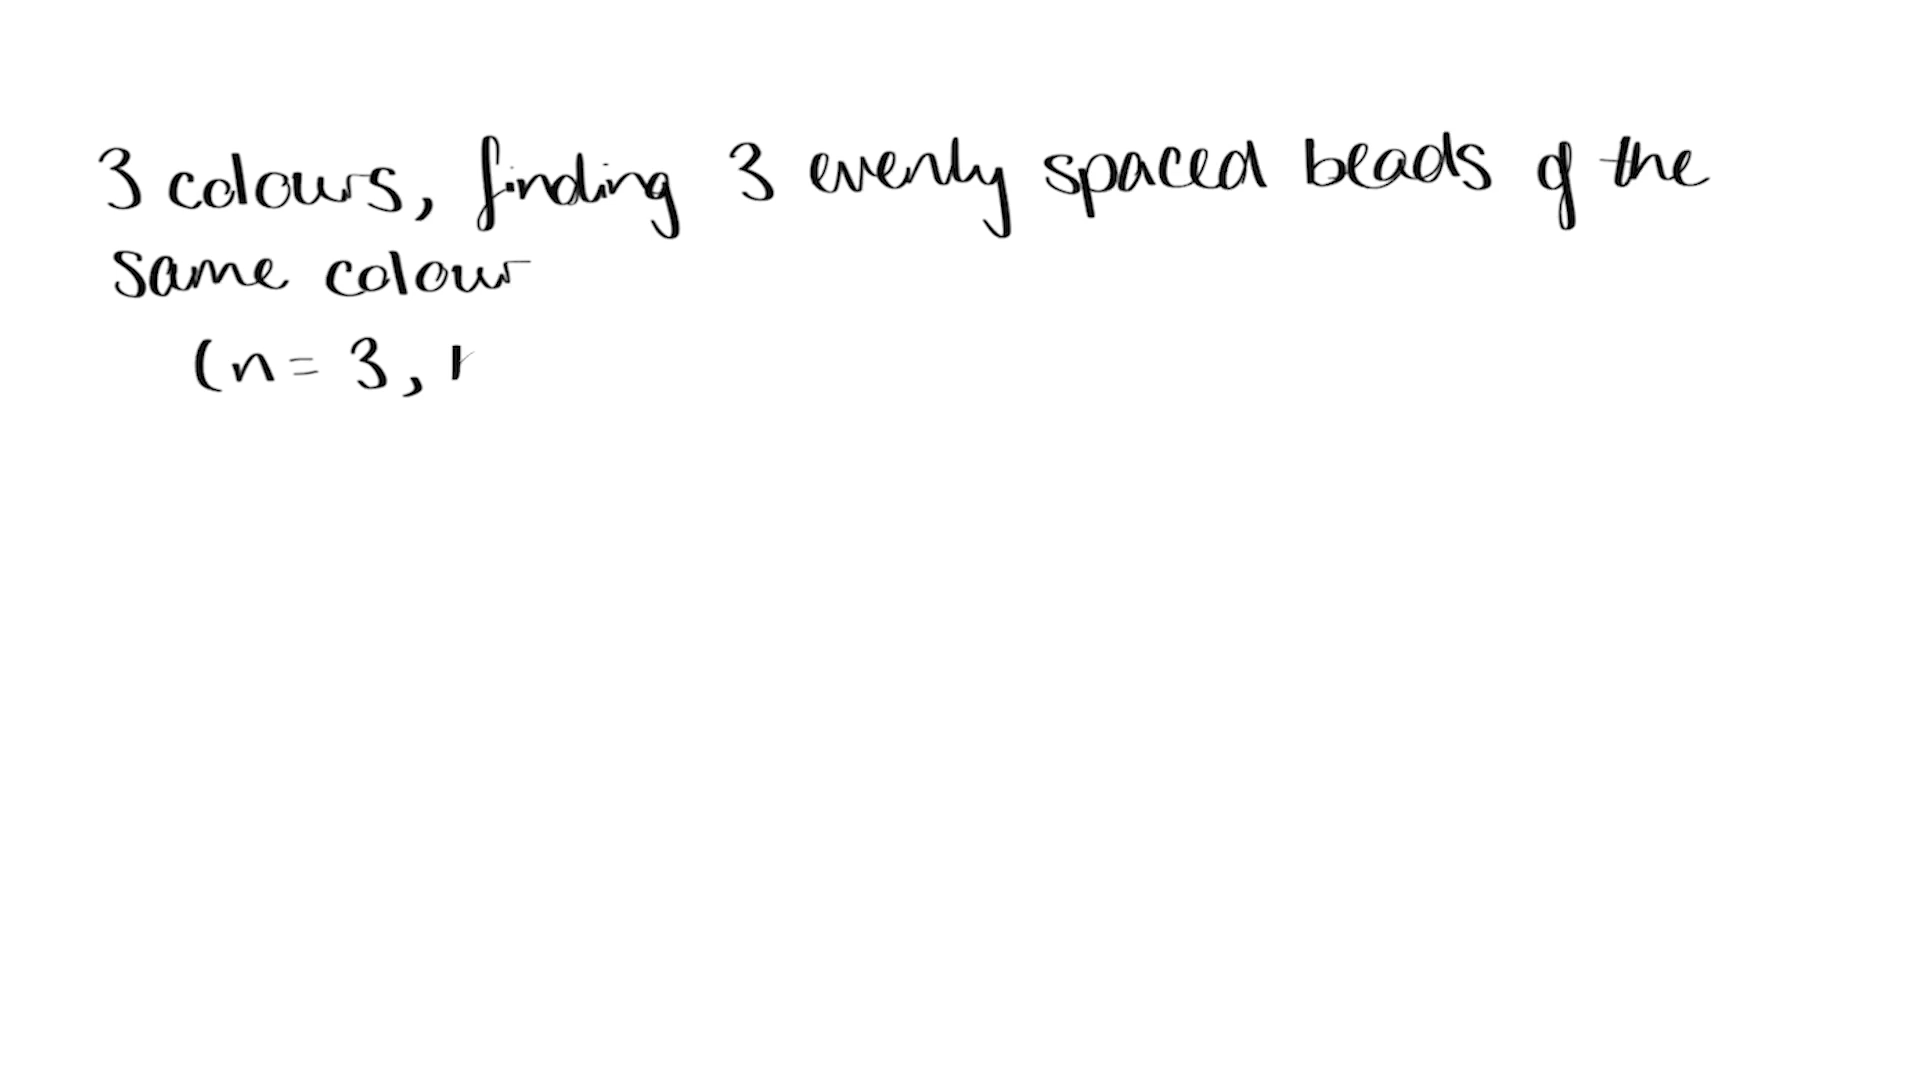 3 colours, finding 3 evenly spaced beads of the
same colour
(n = 3, r